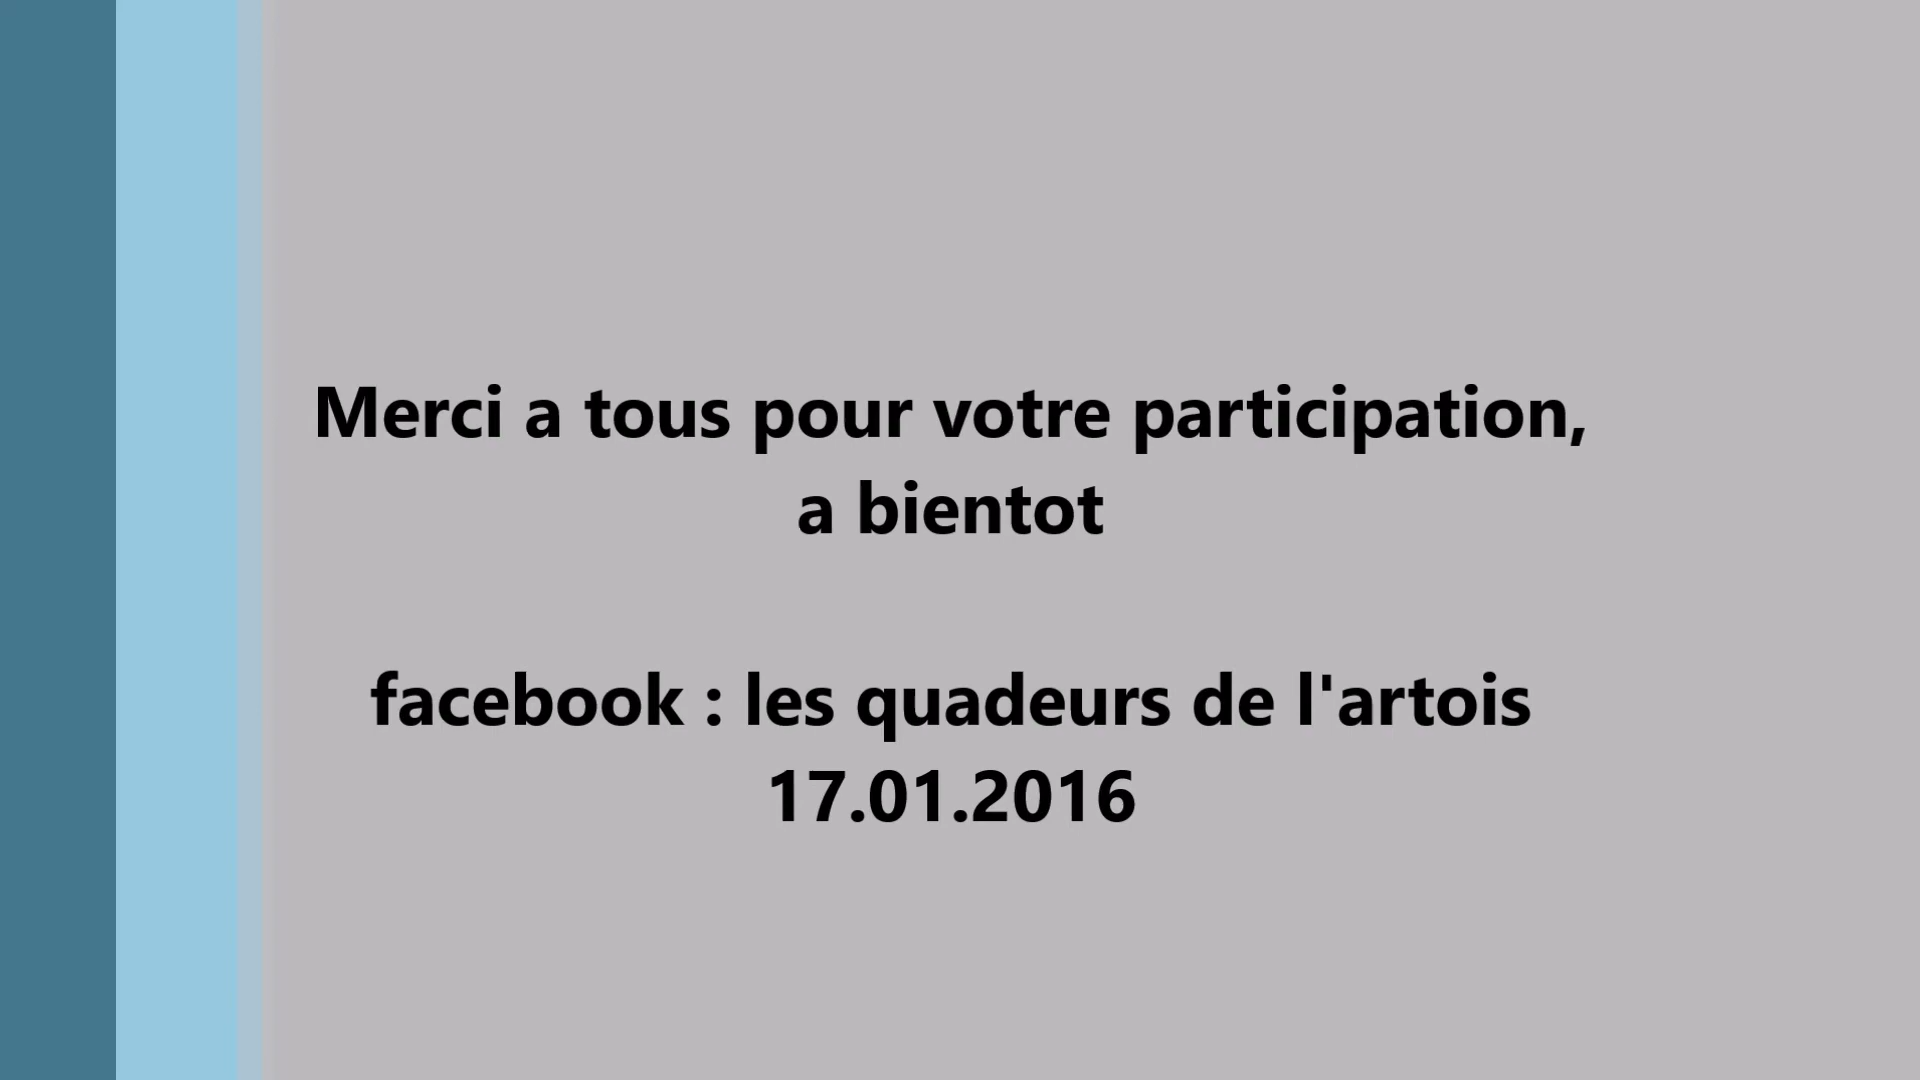 Merci a tous pour votre participation,
a bientot
facebook : les quadeurs de l'artois
17.01.2016